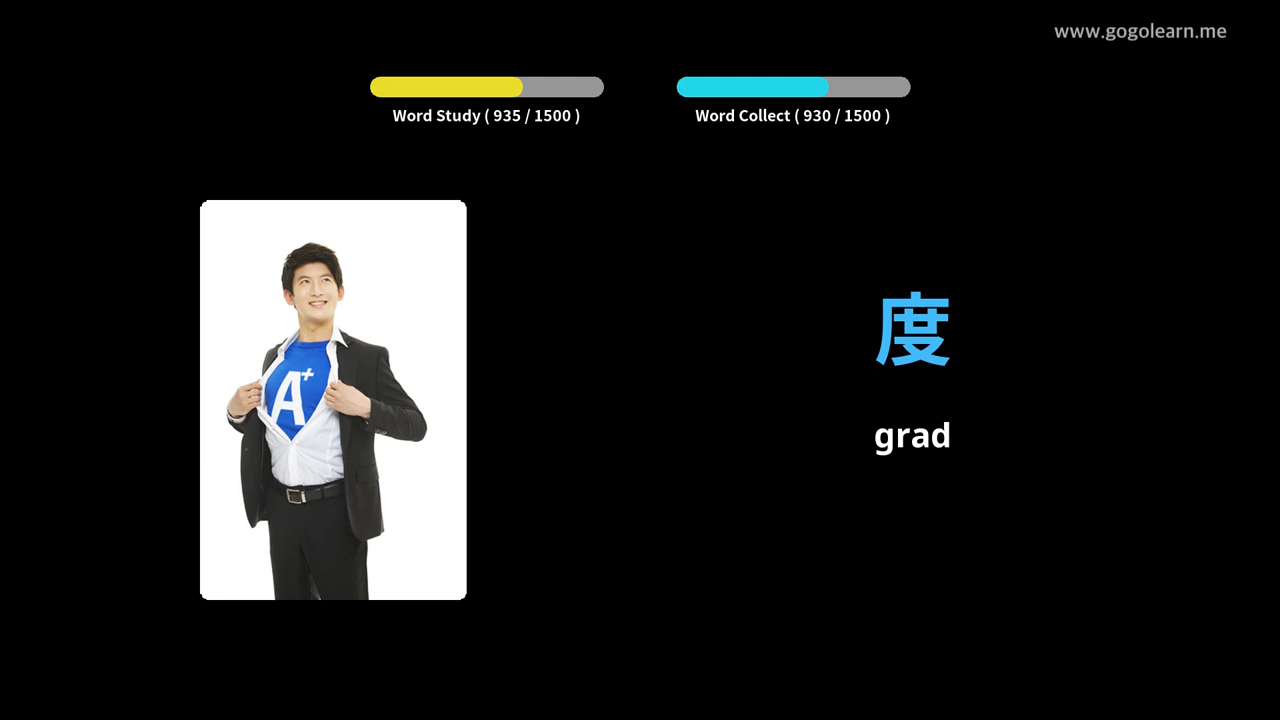 www.gogolearn.me
Word Study ( 935 / 1500 )
Word Collect ( 930 / 1500 )
A+
度
grad